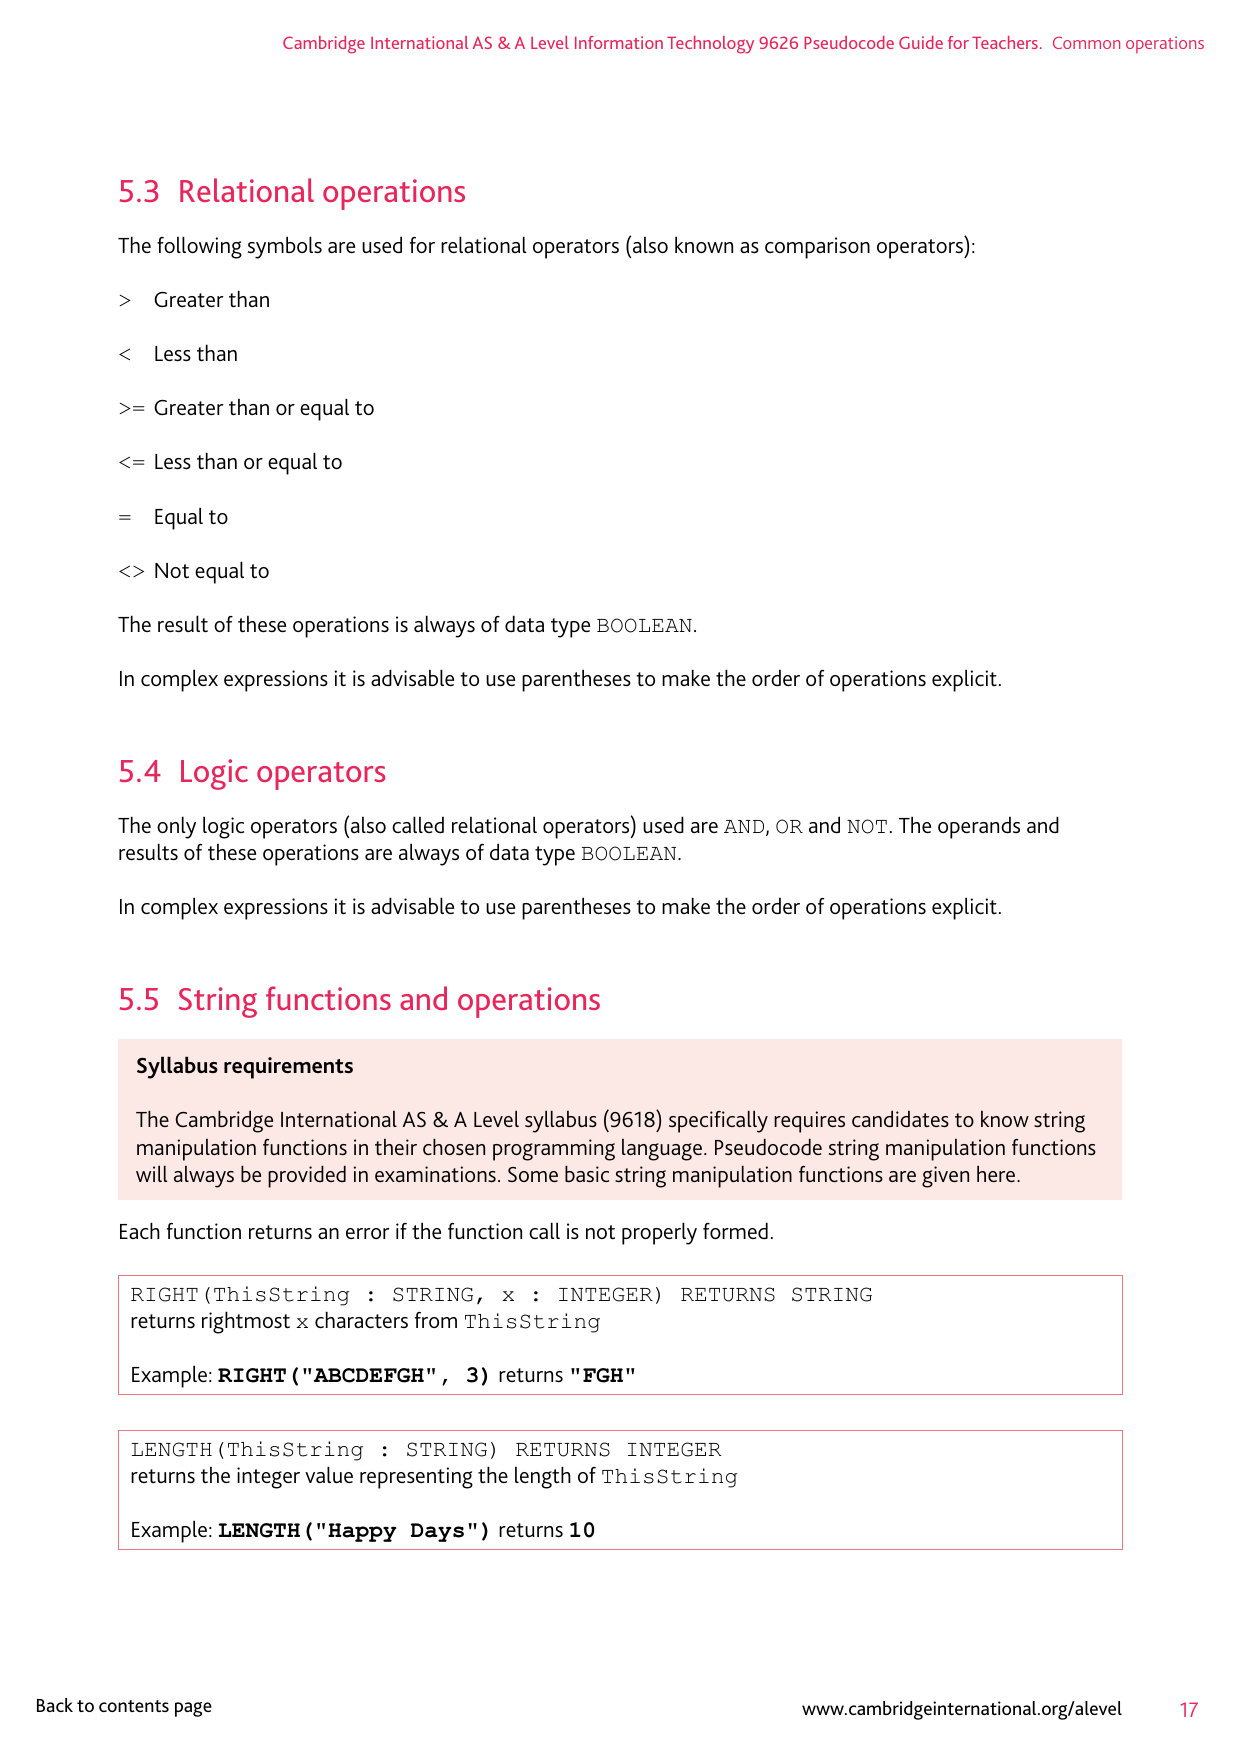 Cambridge International AS & A Level Information Technology 9626 Pseudocode Guide for Teachers. Common operations
5.3 Relational operations
The following symbols are used for relational operators (also known as comparison operators):
> Greater than
< Less than
>= Greater than or equal to
<= Less than or equal to
= Equal to
<> Not equal to
The result of these operations is always of data type BOOLEAN.
In complex expressions it is advisable to use parentheses to make the order of operations explicit.
5.4 Logic operators
The only logic operators (also called relational operators) used are AND, OR and NOT. The operands and
results of these operations are always of data type BOOLEAN.
In complex expressions it is advisable to use parentheses to make the order of operations explicit.
5.5 String functions and operations
Syllabus requirements
The Cambridge International AS & A Level syllabus (9618) specifically requires candidates to know string
manipulation functions in their chosen programming language. Pseudocode string manipulation functions
will always be provided in examinations. Some basic string manipulation functions are given here.
Each function returns an error if the function call is not properly formed.
RIGHT(ThisString : STRING, x : INTEGER) RETURNS STRING
returns rightmost x characters from ThisString
Example: RIGHT("ABCDEFGH", 3) returns "FGH"
LENGTH(ThisString : STRING) RETURNS INTEGER
returns the integer value representing the length of ThisString
Example: LENGTH("Happy Days") returns 10
Back to contents page
www.cambridgeinternational.org/alevel 17